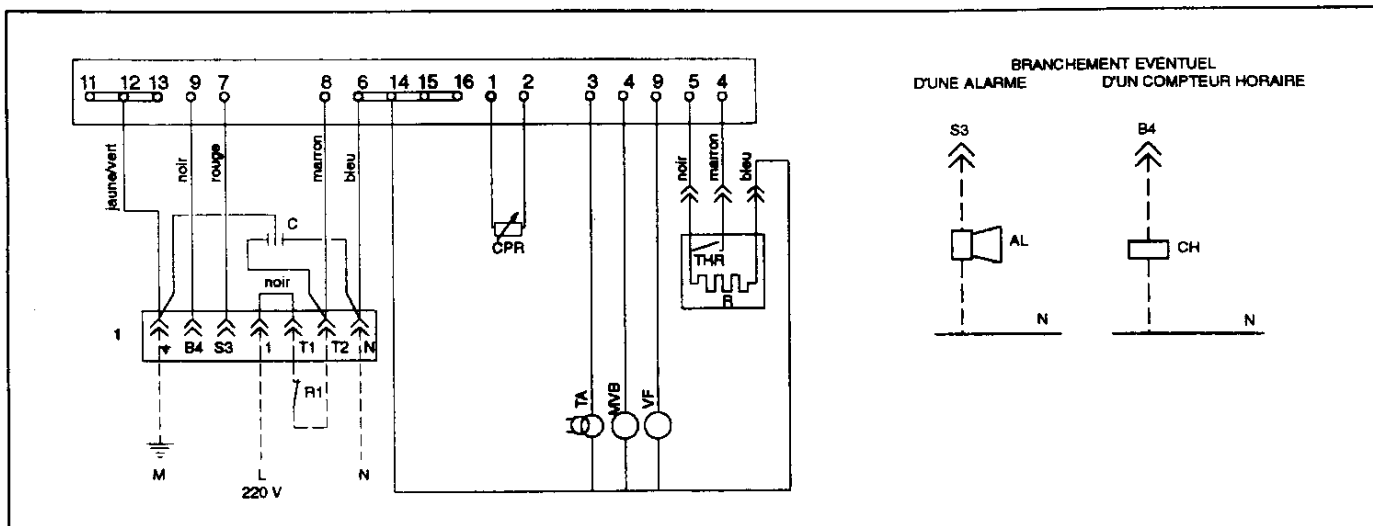 BRANCHEMENT EVENTUEL
D'UNE ALARME D'UN COMPTEUR HORAIRE
11 12 13 9 7 8 6 14 15 16 1 2 3 4 9 5 4
S3 B4
jaune/vert noir rouge marron bleu noir marron bleu
C
CPR
THR
R
AL CH
noir
1
B4 S3 1 T1 T2 N
N N
R1
TA MVB VF
M L N
220 V